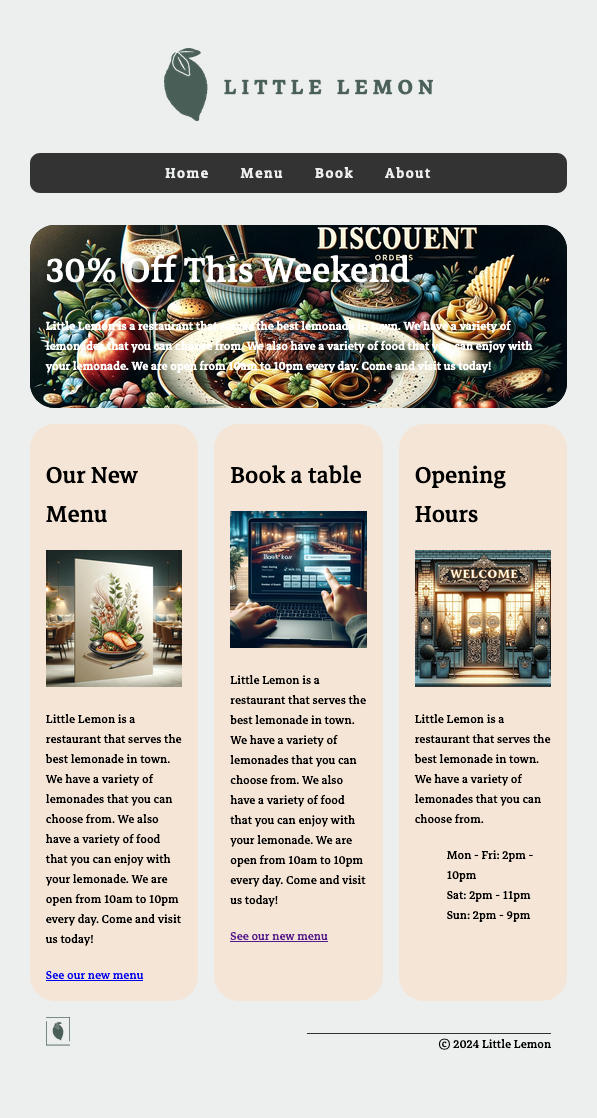 LITTLE LEMON
Home Menu Book About
DISCOUENT
ORDERS
30% Off This Weekend
Little Lemon is a restaurant that serves the best lemonade in town. We have a variety of
lemonades that you can choose from. We also have a variety of food that you can enjoy with
your lemonade. We are open from 10am to 10pm every day. Come and visit us today!
Our New
Menu
Little Lemon is a
restaurant that serves the
best lemonade in town.
We have a variety of
lemonades that you can
choose from. We also
have a variety of food
that you can enjoy with
your lemonade. We are
open from 10am to 10pm
every day. Come and visit
us today!
See our new menu
Book a table
Little Lemon is a
restaurant that serves the
best lemonade in town.
We have a variety of
lemonades that you can
choose from. We also
have a variety of food
that you can enjoy with
your lemonade. We are
open from 10am to 10pm
every day. Come and visit
us today!
See our new menu
Opening
Hours
WELCOME
Little Lemon is a
restaurant that serves the
best lemonade in town.
We have a variety of
lemonades that you can
choose from.
Mon - Fri: 2pm -
10pm
Sat: 2pm - 11pm
Sun: 2pm - 9pm
© 2024 Little Lemon